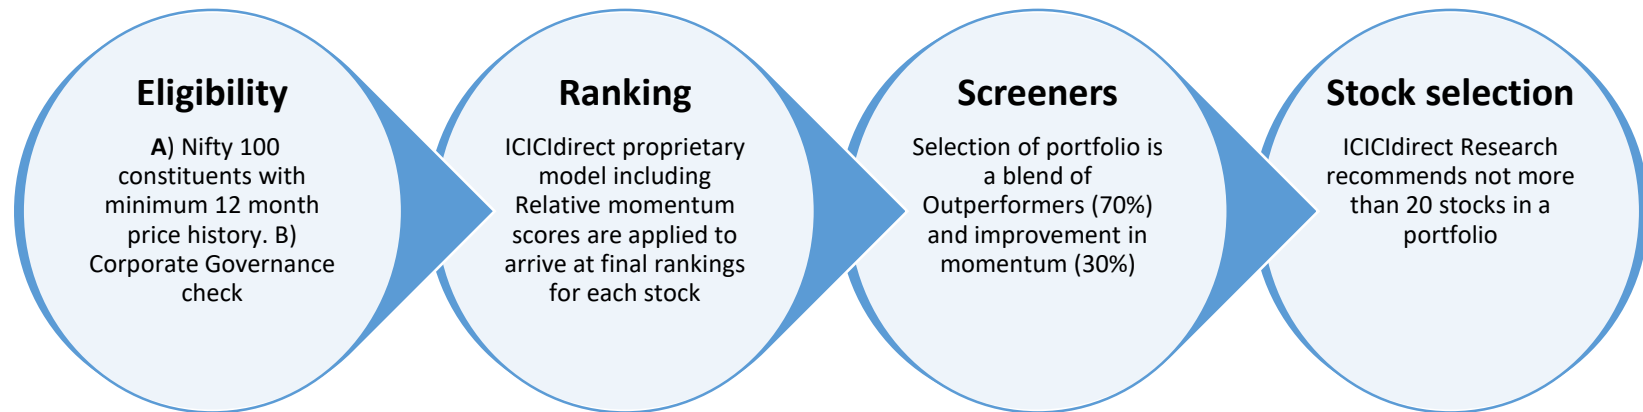 Eligibility
A) Nifty 100
constituents with
minimum 12 month
price history. B)
Corporate Governance
check
Ranking
ICICIdirect proprietary
model including
Relative momentum
scores are applied to
arrive at final rankings
for each stock
Screeners
Selection of portfolio is
a blend of
Outperformers (70%)
and improvement in
momentum (30%)
Stock selection
ICICIdirect Research
recommends not more
than 20 stocks in a
portfolio